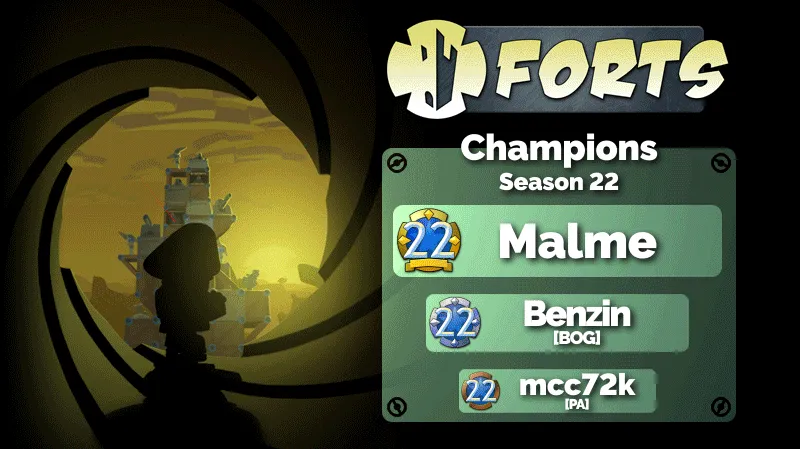 FORTS
Champions
Season 22
22
Malme
22
Benzin
[BOG]
22
mcc72k
[PA]